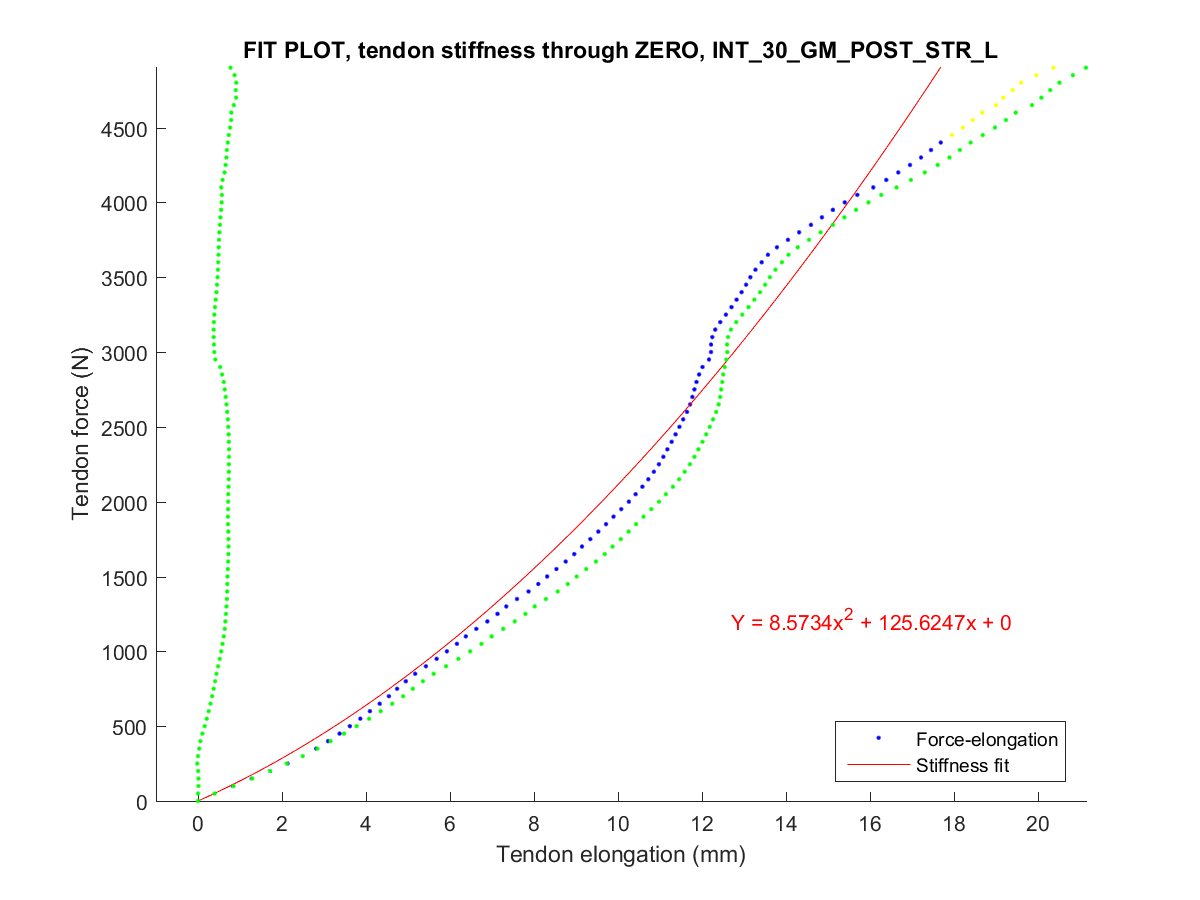 FIT PLOT, tendon stiffness through ZERO, INT_30_GM_POST_STR_L
4500
4000
3500
3000
2500
2000
1500
1000
500
0
Tendon force (N)
Y = 8.5734x² + 125.6247x + 0
Force-elongation
Stiffness fit
0 2 4 6 8 10 12 14 16 18 20
Tendon elongation (mm)